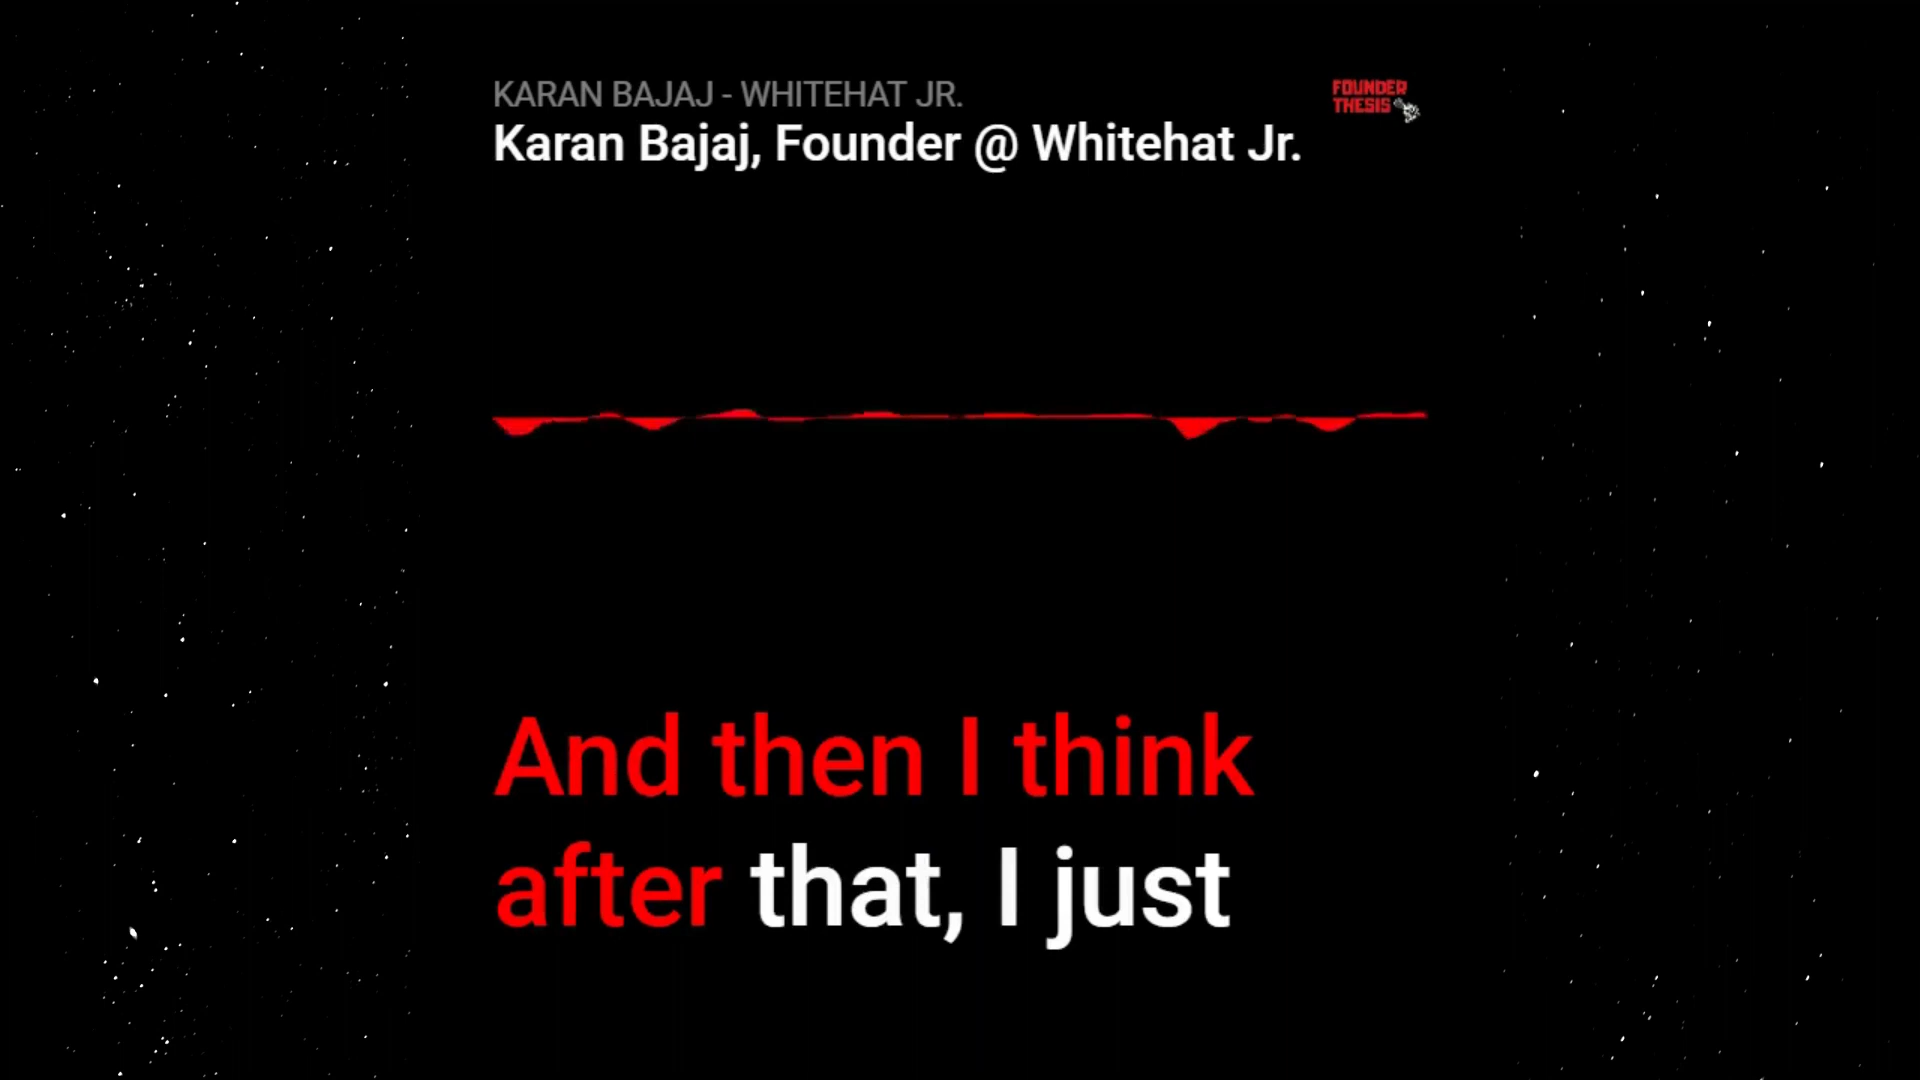 KARAN BAJAJ - WHITEHAT JR.
Karan Bajaj, Founder @ Whitehat Jr.
FOUNDER
THESIS
And then I think
after that, I just